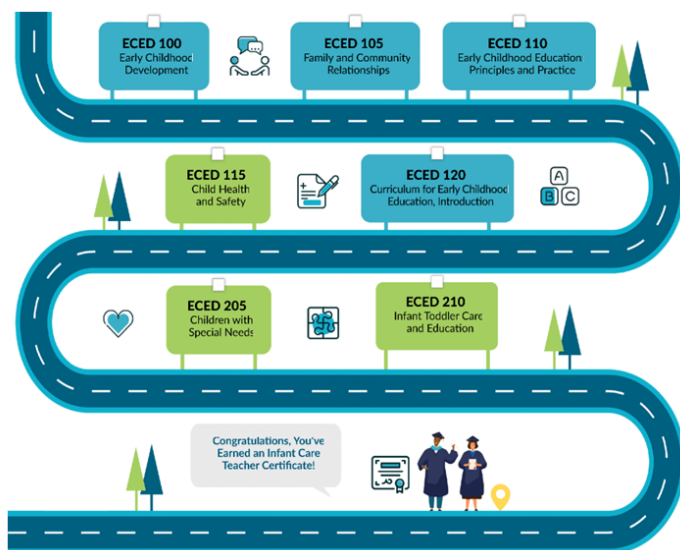 ECED 100
Early Childhood
Development
ECED 105
Family and Community
Relationships
ECED 110
Early Childhood Education
Principles and Practice
ECED 115
Child Health
and Safety
ECED 120
Curriculum for Early Childhood
Education, Introduction
A
B C
ECED 205
Children with
Special Needs
ECED 210
Infant Toddler Care
and Education
Congratulations, You've
Earned an Infant Care
Teacher Certificate!